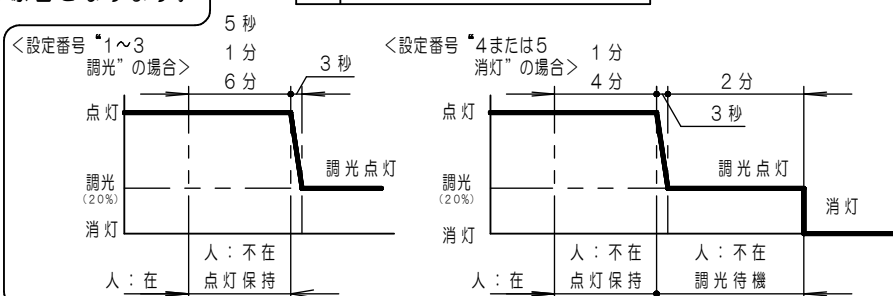 5秒
<設定番号“1～3
調光”の場合>
1分
6分
3秒
点灯
調光
(20%)
消灯
調光点灯
人：在
人：不在
点灯保持
<設定番号“4または5
消灯”の場合>
1分
4分
2分
3秒
点灯
調光
(20%)
消灯
調光点灯
消灯
人：在
人：不在
点灯保持
人：不在
調光待機